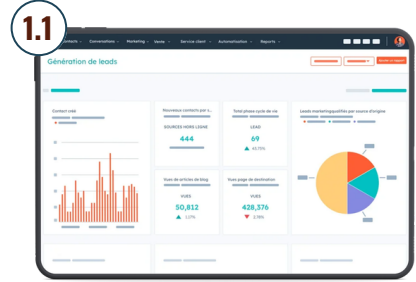 1.1
Contacts Conversations Marketing Ventes Service client Automatisation Reports
Génération de leads
Contact créé
Nouveaux contacts par c...
Total phase cycle de vie
Leads marketing qualifiés par source d'origine
SOURCES HORS LIGNE
LEAD
444
69
43.75%
Vues de articles de blog
Vues page de destination
VUES
VUES
50,812
428,376
1.27%
2.78%